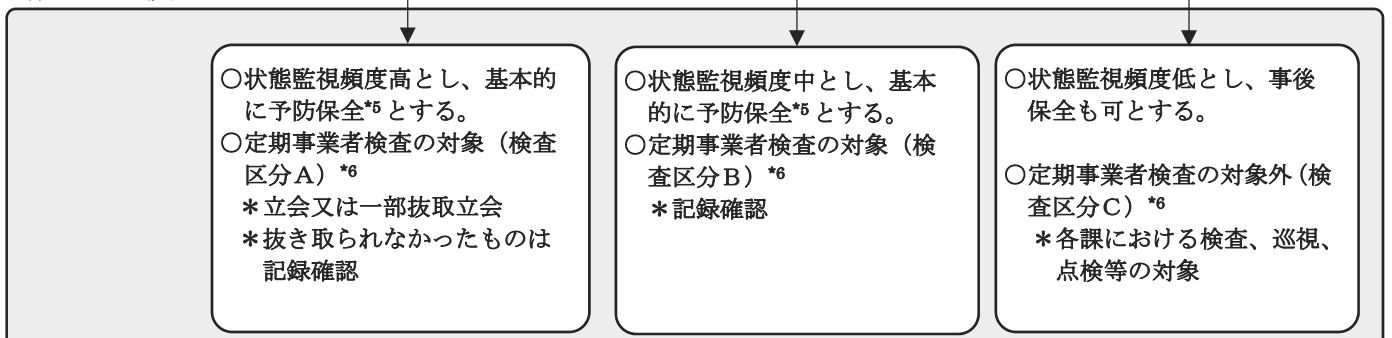 ○状態監視頻度高とし、基本的
に予防保全*5 とする。
○定期事業者検査の対象（検査
区分Ａ）*6
＊立会又は一部抜取立会
＊抜き取られなかったものは
記録確認
○状態監視頻度中とし、基本
的に予防保全*5 とする。
○定期事業者検査の対象（検
査区分Ｂ）*6
＊記録確認
○状態監視頻度低とし、事後
保全も可とする。
○定期事業者検査の対象外（検
査区分Ｃ）*6
＊各課における検査、巡視、
点検等の対象